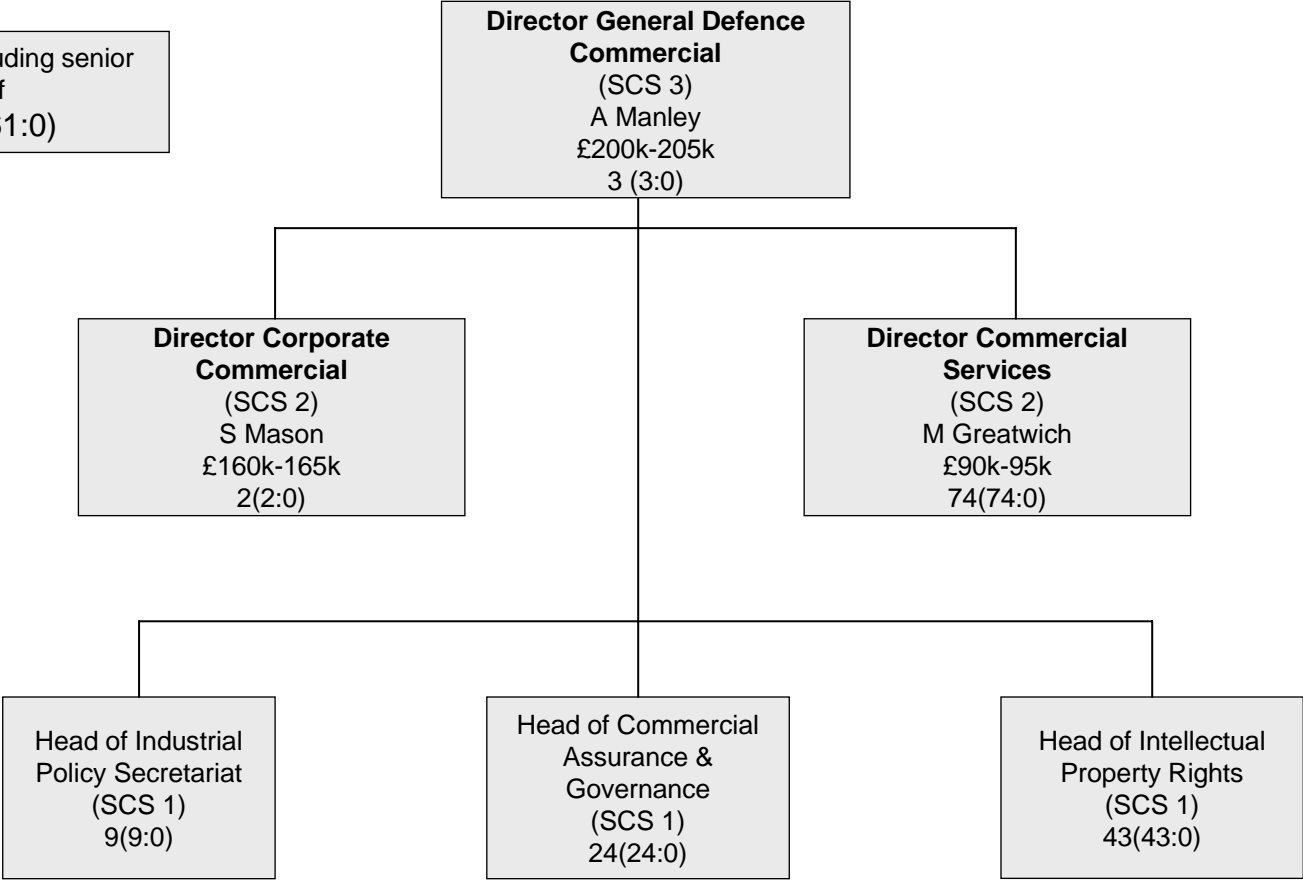 uding senior
f
61:0)
Director General Defence
Commercial
(SCS 3)
A Manley
£200k-205k
3 (3:0)
Director Corporate
Commercial
(SCS 2)
S Mason
£160k-165k
2(2:0)
Director Commercial
Services
(SCS 2)
M Greatwich
£90k-95k
74(74:0)
Head of Industrial
Policy Secretariat
(SCS 1)
9(9:0)
Head of Commercial
Assurance &
Governance
(SCS 1)
24(24:0)
Head of Intellectual
Property Rights
(SCS 1)
43(43:0)